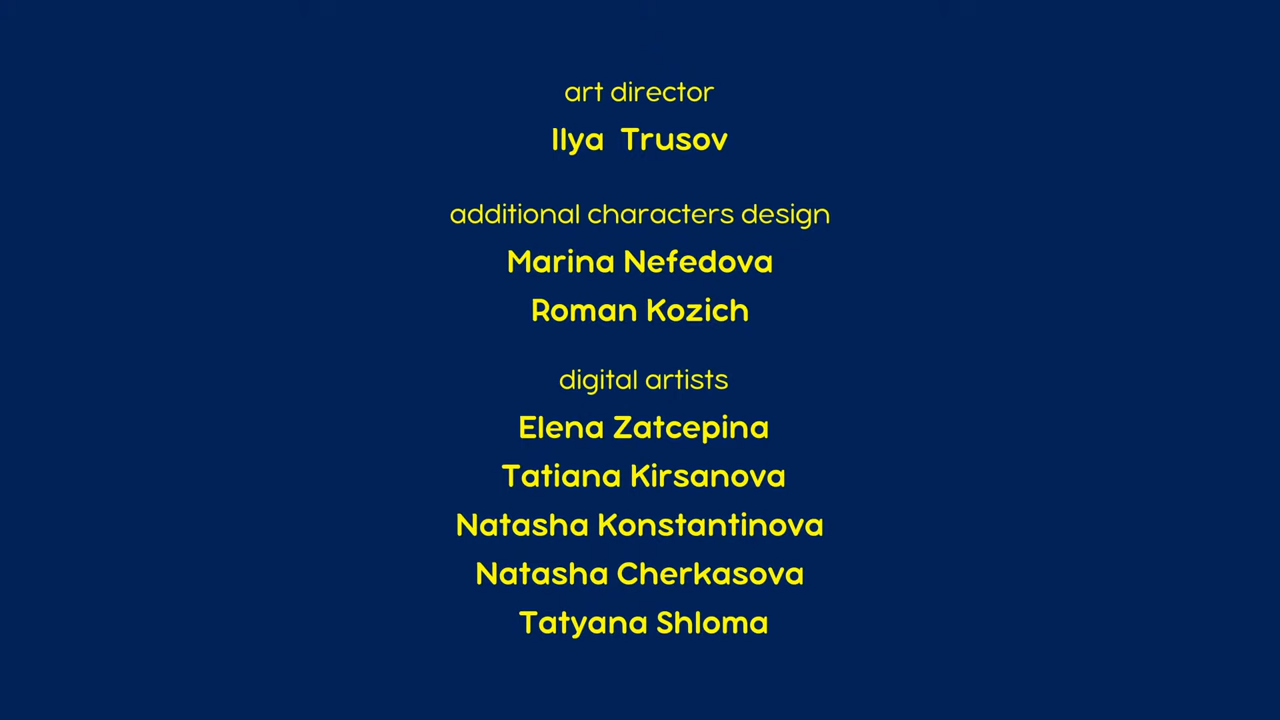 art director
Ilya Trusov
additional characters design
Marina Nefedova
Roman Kozich
digital artists
Elena Zatcepina
Tatiana Kirsanova
Natasha Konstantinova
Natasha Cherkasova
Tatyana Shloma